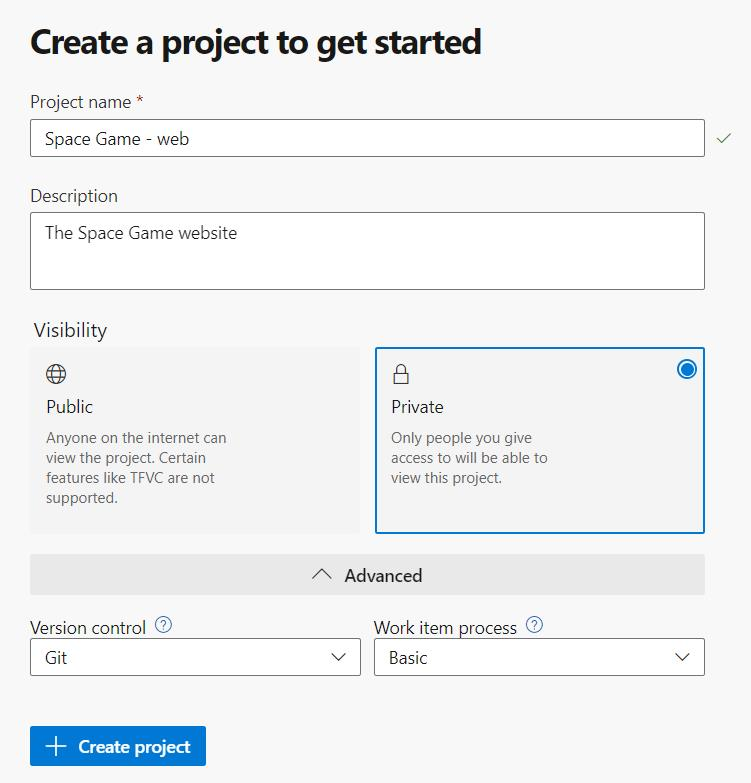 Create a project to get started
Project name *
Space Game - web
Description
The Space Game website
Visibility
Public
Anyone on the internet can
view the project. Certain
features like TFVC are not
supported.
Private
Only people you give
access to will be able to
view this project.
Advanced
Version control ?
Git
Work item process ?
Basic
+ Create project